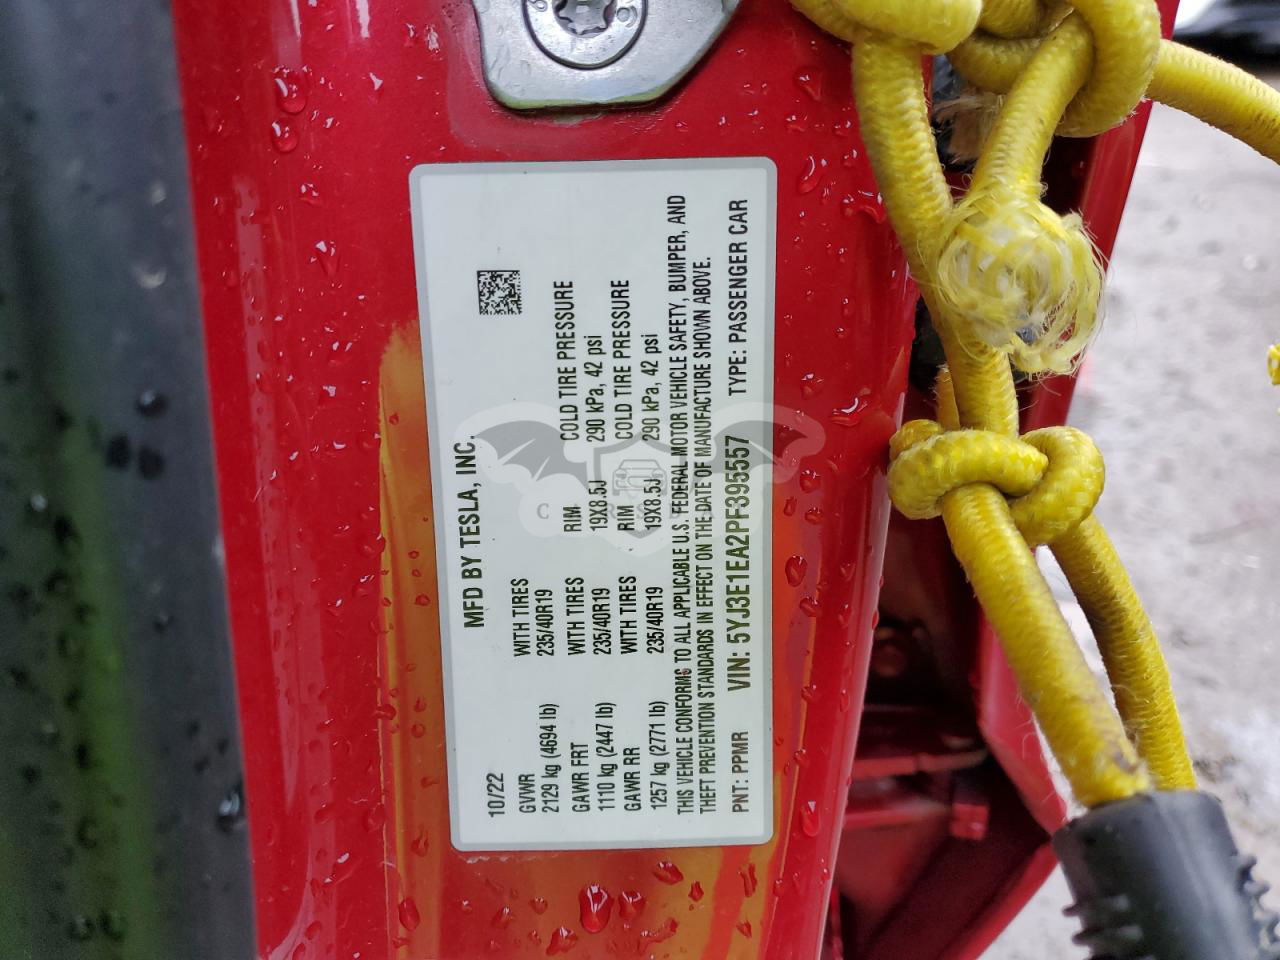 MFD BY TESLA, INC.
10/22
GVWR WITH TIRES RIM COLD TIRE PRESSURE
2129 kg (4694 lb) 235/40R19 19X8.5J 290 kPa, 42 psi
GAWR FRT WITH TIRES RIM COLD TIRE PRESSURE
1110 kg (2447 lb) 235/40R19 19X8.5J 290 kPa, 42 psi
GAWR RR WITH TIRES
1257 kg (2771 lb) 235/40R19
THIS VEHICLE CONFORMS TO ALL APPLICABLE U.S. FEDERAL MOTOR VEHICLE SAFETY, BUMPER, AND
THEFT PREVENTION STANDARDS IN EFFECT ON THE DATE OF MANUFACTURE SHOWN ABOVE.
PNT: PPMR VIN: 5YJ3E1EA2PF395557 TYPE: PASSENGER CAR